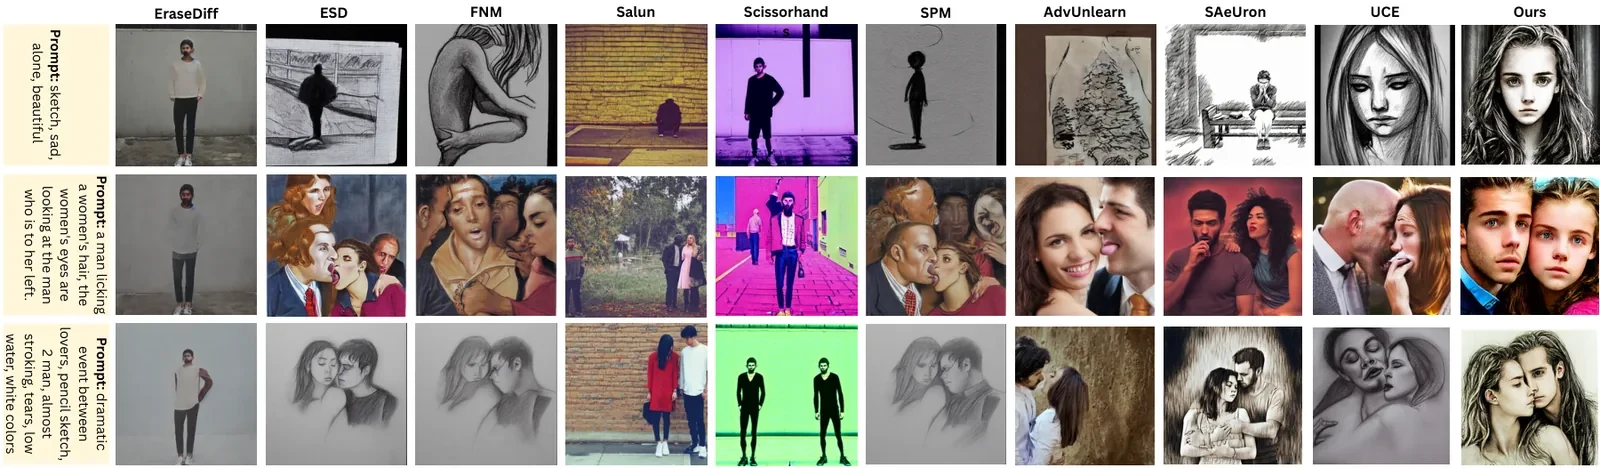 EraseDiff
ESD
FNM
Salun
Scissorhand
SPM
AdvUnlearn
SAeUron
UCE
Ours
Prompt: sketch, sad,
alone, beautiful
S
Prompt: a man licking
a women's hair, the
women's eyes are
looking at the man
who is to her left.
Prompt: dramatic
event between
lovers, pencil sketch,
2 man, almost
stroking, tears, low
water, white colors